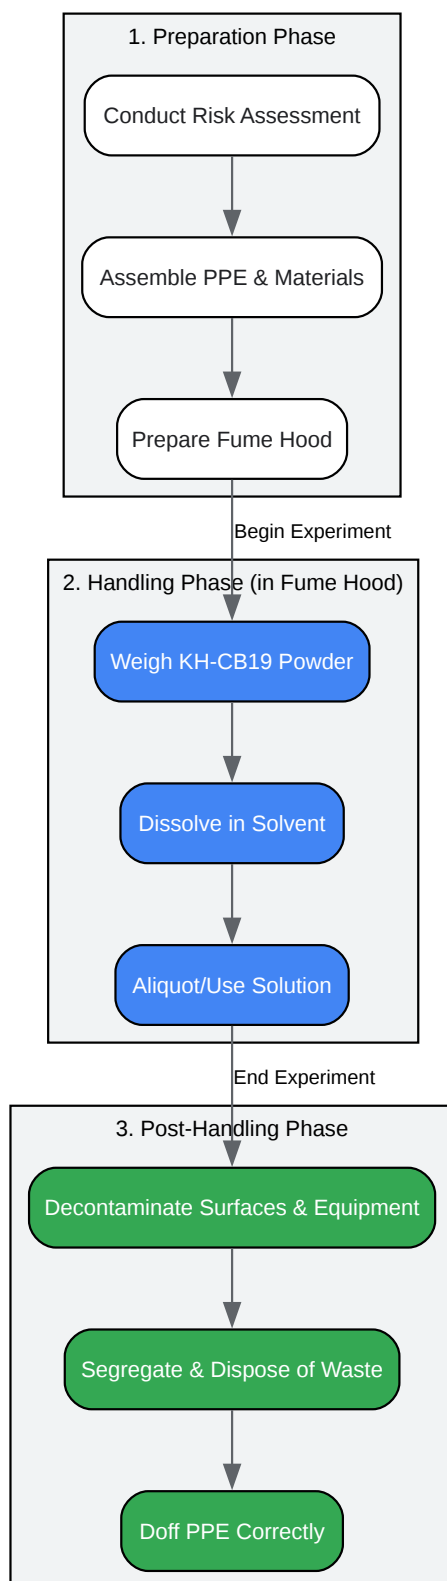 1. Preparation Phase
Conduct Risk Assessment
Assemble PPE & Materials
Prepare Fume Hood
Begin Experiment
2. Handling Phase (in Fume Hood)
Weigh KH-CB19 Powder
Dissolve in Solvent
Aliquot/Use Solution
End Experiment
3. Post-Handling Phase
Decontaminate Surfaces & Equipment
Segregate & Dispose of Waste
Doff PPE Correctly